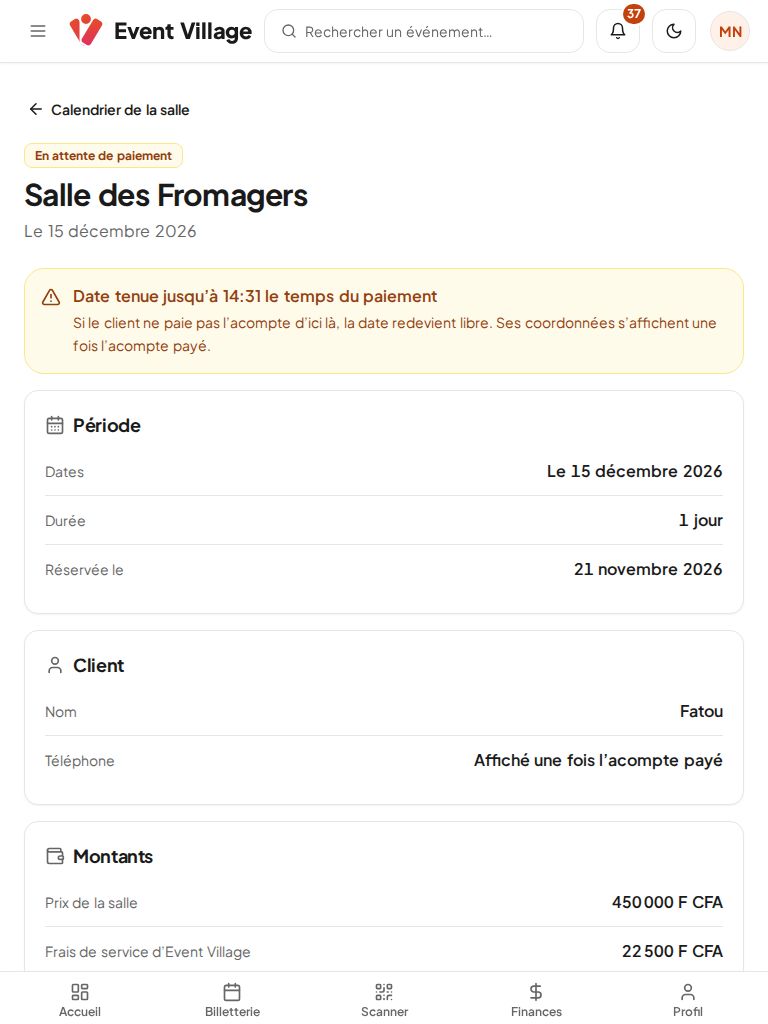 Event Village
Rechercher un événement...
37
MN
Calendrier de la salle
En attente de paiement
Salle des Fromagers
Le 15 décembre 2026
Date tenue jusqu’à 14:31 le temps du paiement
Si le client ne paie pas l’acompte d’ici là, la date redevient libre. Ses coordonnées s’affichent une
fois l’acompte payé.
Période
Dates
Le 15 décembre 2026
Durée
1 jour
Réservée le
21 novembre 2026
Client
Nom
Fatou
Téléphone
Affiché une fois l’acompte payé
Montants
Prix de la salle
450 000 F CFA
Frais de service d’Event Village
22 500 F CFA
Accueil
Billetterie
Scanner
Finances
Profil